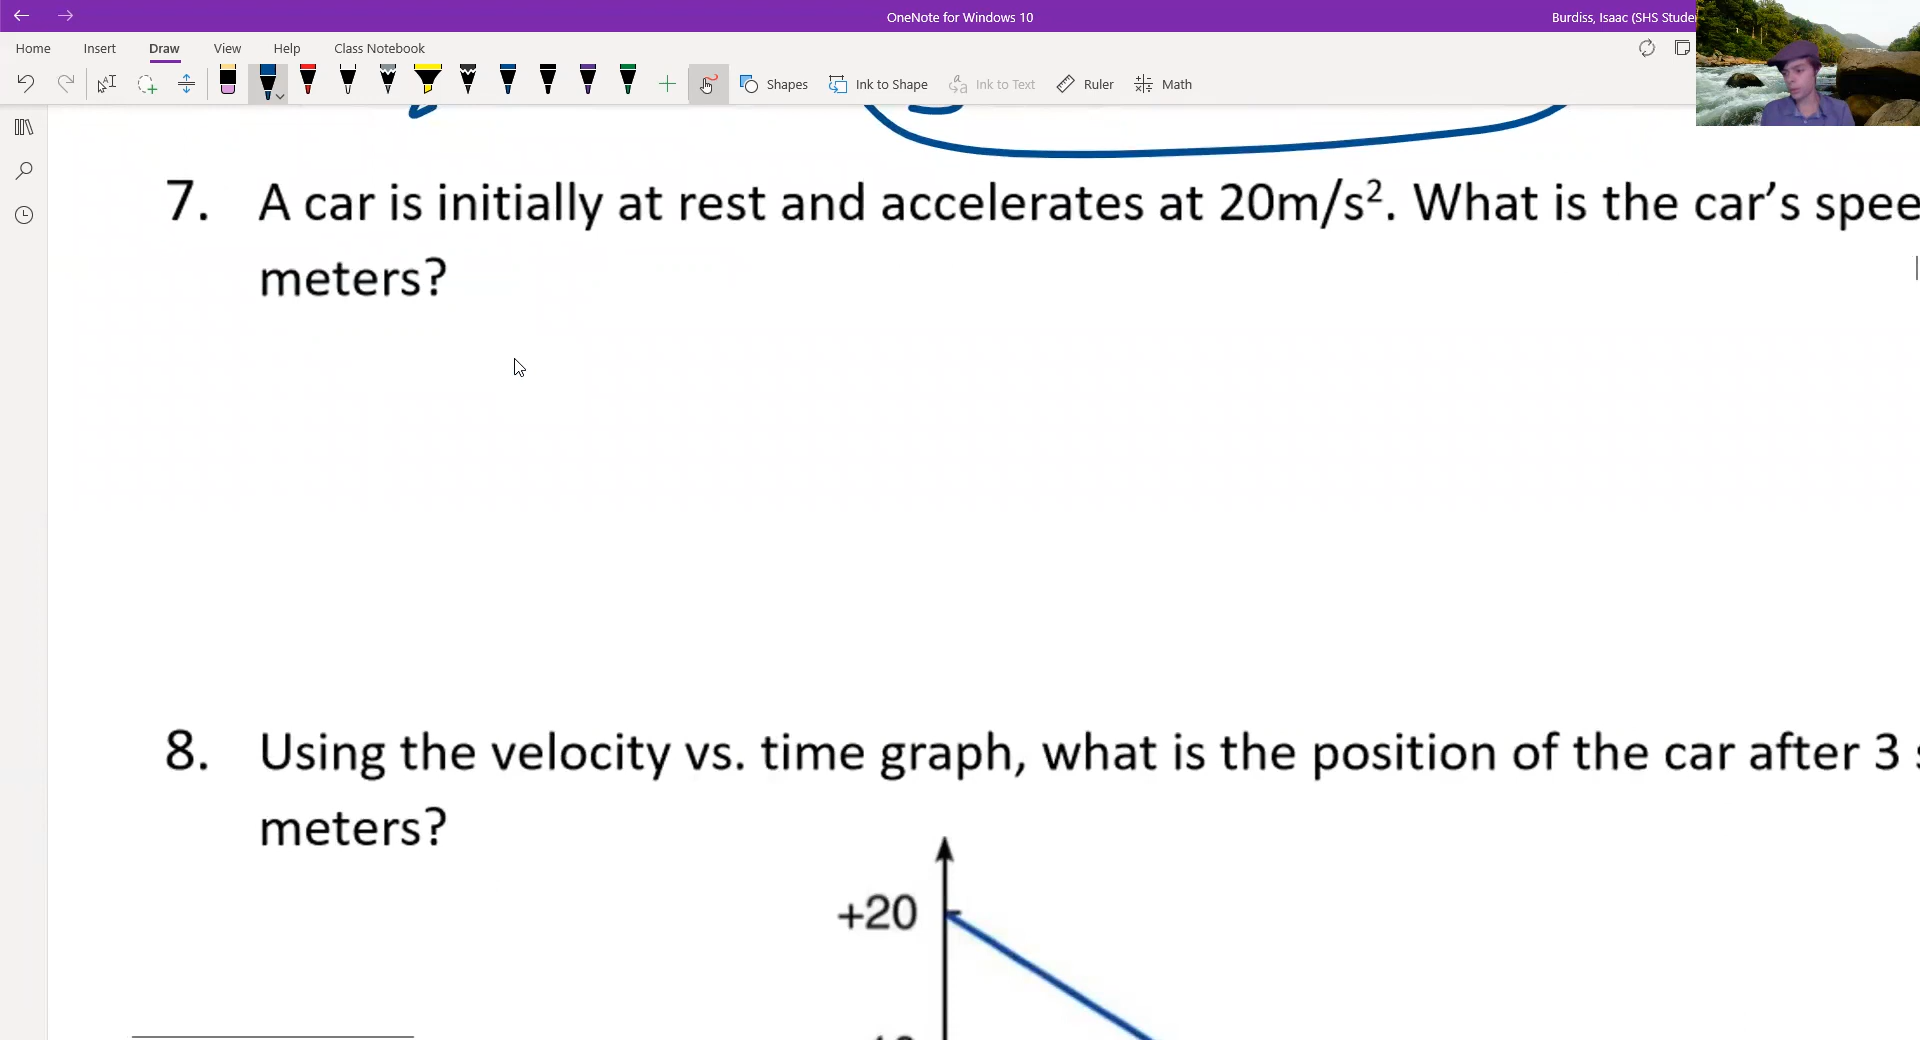 OneNote for Windows 10
Burdiss, Isaac (SHS Stude
Home Insert Draw View Help Class Notebook
Shapes Ink to Shape Ink to Text Ruler Math
7. A car is initially at rest and accelerates at 20m/s². What is the car’s spee
meters?
8. Using the velocity vs. time graph, what is the position of the car after 3
meters?
+20